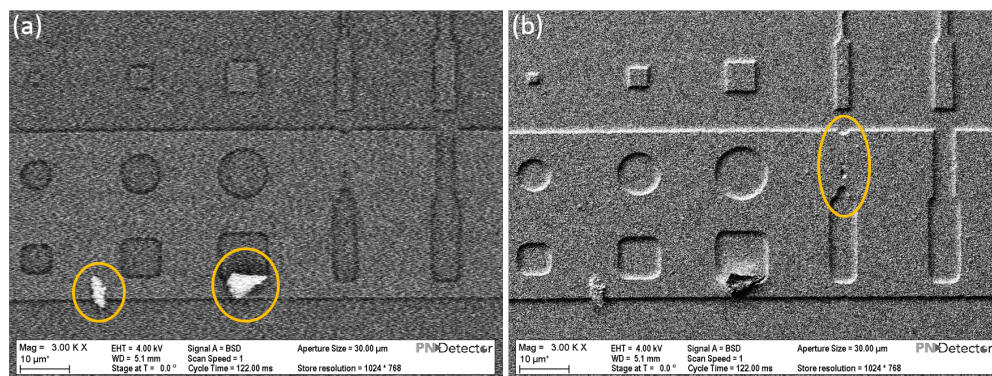 (a)
Mag = 3.00 K X
10 µm*
EHT = 4.00 kV
WD = 5.1 mm
Stage at T = 0.0 °
Signal A = BSD
Scan Speed = 1
Cycle Time = 122.00 ms
Aperture Size = 30.00 µm
Store resolution = 1024 * 768
PNDetector
(b)
Mag = 3.00 K X
10 µm*
EHT = 4.00 kV
WD = 5.1 mm
Stage at T = 0.0 °
Signal A = BSD
Scan Speed = 1
Cycle Time = 122.00 ms
Aperture Size = 30.00 µm
Store resolution = 1024 * 768
PNDetector